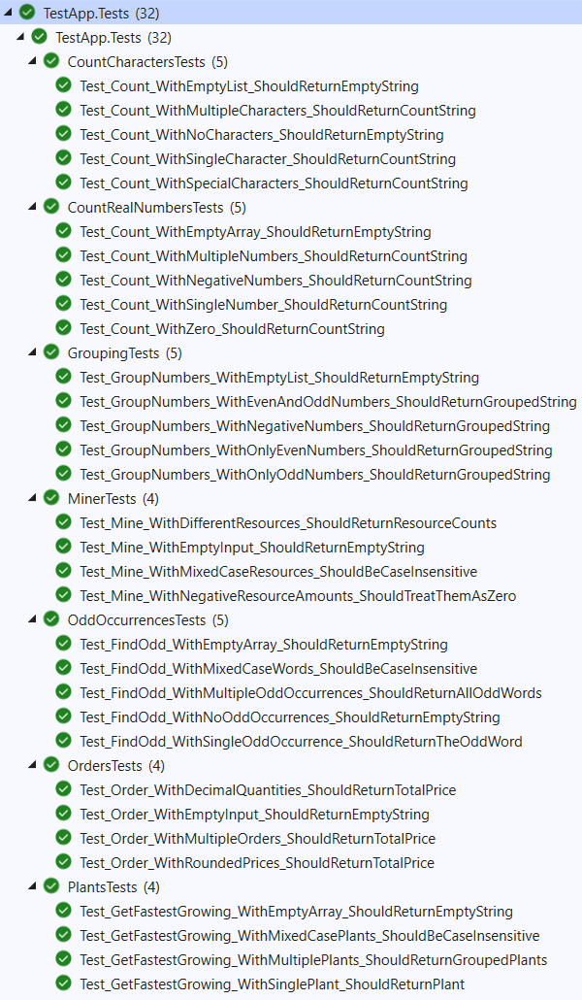 TestApp.Tests (32)
TestApp.Tests (32)
CountCharactersTests (5)
Test_Count_WithEmptyList_ShouldReturnEmptyString
Test_Count_WithMultipleCharacters_ShouldReturnCountString
Test_Count_WithNoCharacters_ShouldReturnEmptyString
Test_Count_WithSingleCharacter_ShouldReturnCountString
Test_Count_WithSpecialCharacters_ShouldReturnCountString
CountRealNumbersTests (5)
Test_Count_WithEmptyArray_ShouldReturnEmptyString
Test_Count_WithMultipleNumbers_ShouldReturnCountString
Test_Count_WithNegativeNumbers_ShouldReturnCountString
Test_Count_WithSingleNumber_ShouldReturnCountString
Test_Count_WithZero_ShouldReturnCountString
GroupingTests (5)
Test_GroupNumbers_WithEmptyList_ShouldReturnEmptyString
Test_GroupNumbers_WithEvenAndOddNumbers_ShouldReturnGroupedString
Test_GroupNumbers_WithNegativeNumbers_ShouldReturnGroupedString
Test_GroupNumbers_WithOnlyEvenNumbers_ShouldReturnGroupedString
Test_GroupNumbers_WithOnlyOddNumbers_ShouldReturnGroupedString
MinerTests (4)
Test_Mine_WithDifferentResources_ShouldReturnResourceCounts
Test_Mine_WithEmptyInput_ShouldReturnEmptyString
Test_Mine_WithMixedCaseResources_ShouldBeCaseInsensitive
Test_Mine_WithNegativeResourceAmounts_ShouldTreatThemAsZero
OddOccurrencesTests (5)
Test_FindOdd_WithEmptyArray_ShouldReturnEmptyString
Test_FindOdd_WithMixedCaseWords_ShouldBeCaseInsensitive
Test_FindOdd_WithMultipleOddOccurrences_ShouldReturnAllOddWords
Test_FindOdd_WithNoOddOccurrences_ShouldReturnEmptyString
Test_FindOdd_WithSingleOddOccurrence_ShouldReturnTheOddWord
OrdersTests (4)
Test_Order_WithDecimalQuantities_ShouldReturnTotalPrice
Test_Order_WithEmptyInput_ShouldReturnEmptyString
Test_Order_WithMultipleOrders_ShouldReturnTotalPrice
Test_Order_WithRoundedPrices_ShouldReturnTotalPrice
PlantsTests (4)
Test_GetFastestGrowing_WithEmptyArray_ShouldReturnEmptyString
Test_GetFastestGrowing_WithMixedCasePlants_ShouldBeCaseInsensitive
Test_GetFastestGrowing_WithMultiplePlants_ShouldReturnGroupedPlants
Test_GetFastestGrowing_WithSinglePlant_ShouldReturnPlant